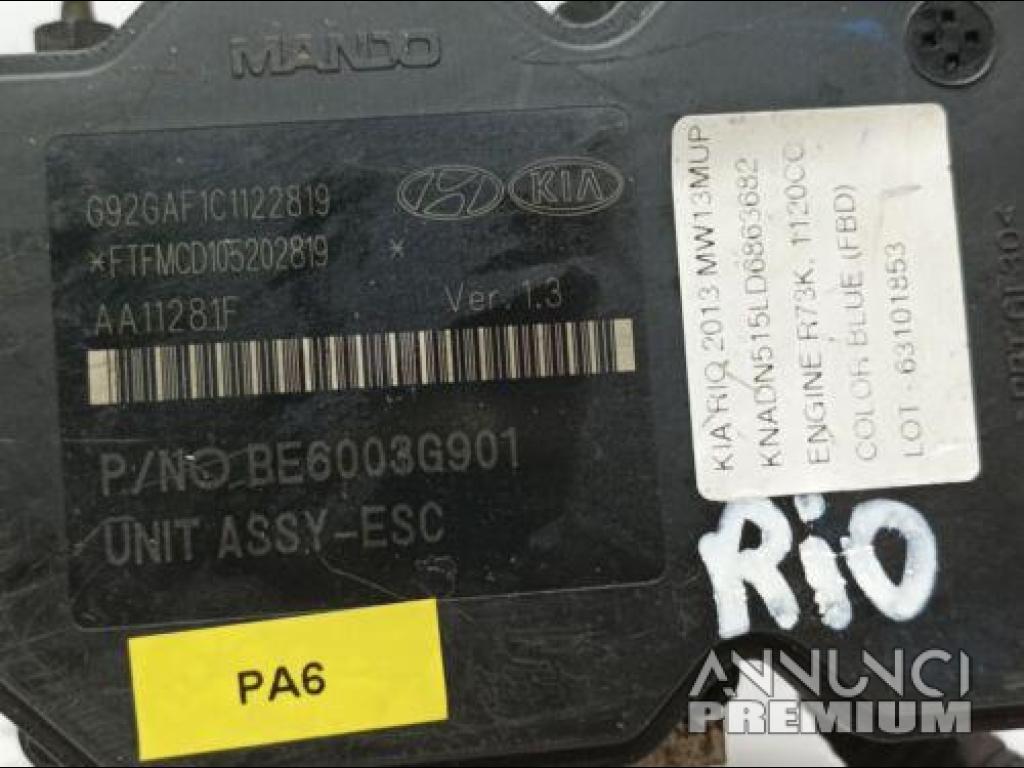 MANDO
G92GAF1C1122819
*FTFMCD105202819 *
AA11281F
Ver. 1.3
KIA
P/NO BE6003G901
UNIT ASSY-ESC
KIA RIO 2013 MW13MUP
KNADN515LD6863682
ENGINE R73K, 1120CC
COLOR BLUE (FBD)
LOT - 63101853
RiO
PA6
ANNUNCI
PREMIUM